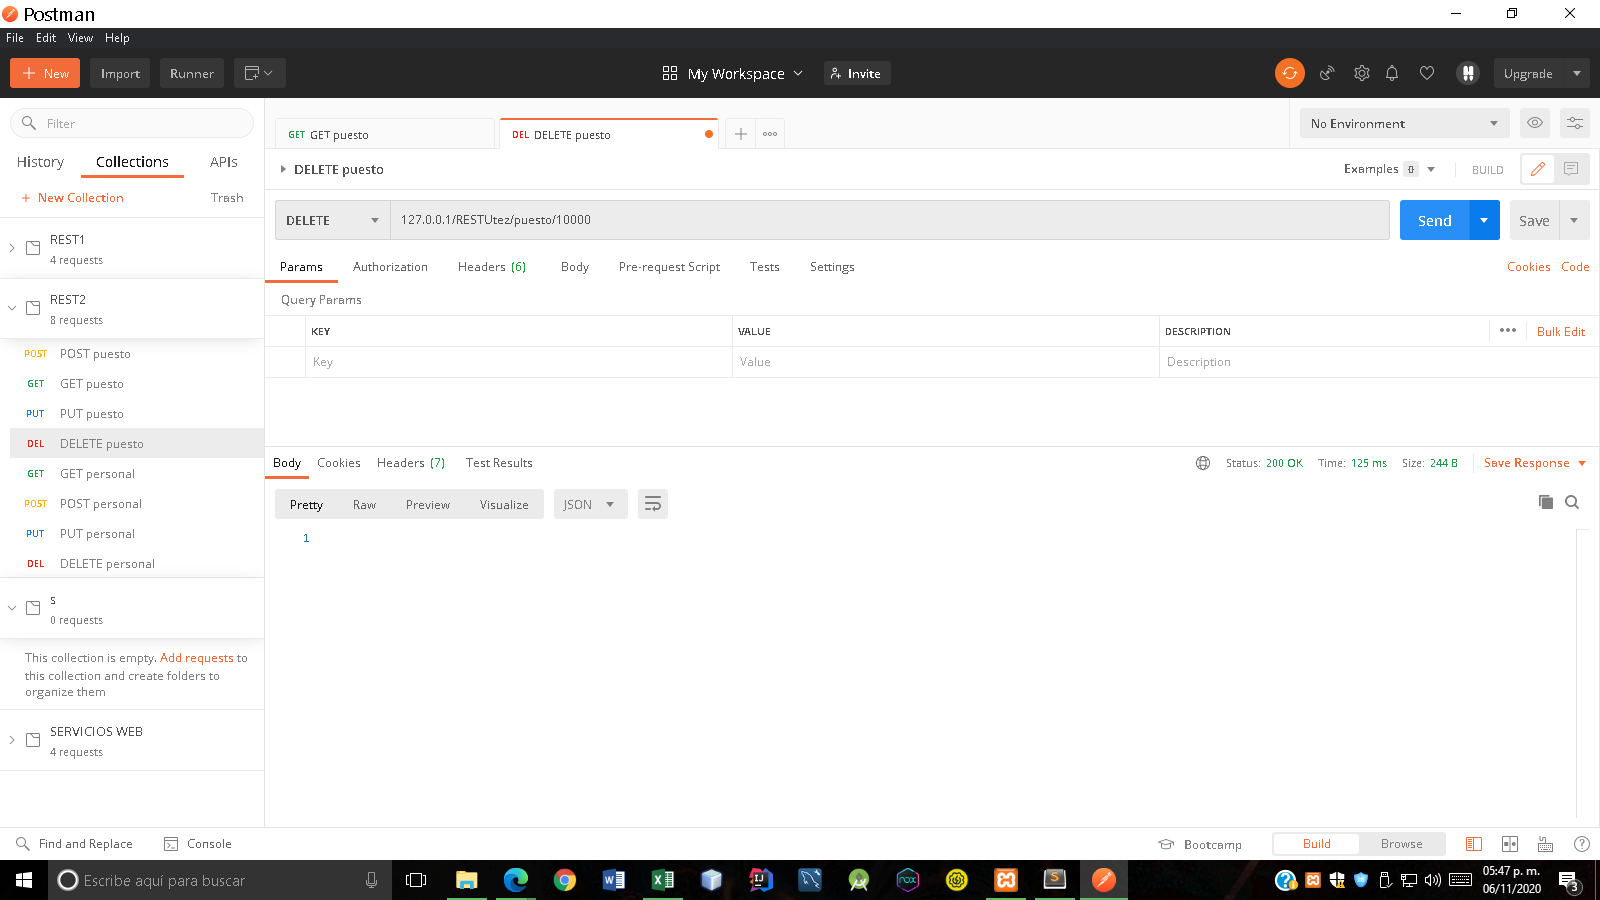 Postman
File Edit View Help
New Import Runner My Workspace Invite Upgrade
Filter
History Collections APIs
+ New Collection Trash
REST1
4 requests
REST2
8 requests
POST POST puesto
GET GET puesto
PUT PUT puesto
DEL DELETE puesto
GET GET personal
POST POST personal
PUT PUT personal
DEL DELETE personal
s
0 requests
This collection is empty. Add requests to
this collection and create folders to
organize them
SERVICIOS WEB
4 requests
GET GET puesto DEL DELETE puesto No Environment
DELETE puesto Examples 0 BUILD
DELETE 127.0.0.1/RESTUtez/puesto/10000 Send Save
Params Authorization Headers (6) Body Pre-request Script Tests Settings Cookies Code
Query Params
KEY VALUE DESCRIPTION Bulk Edit
Key Value Description
Body Cookies Headers (7) Test Results Status: 200 OK Time: 125 ms Size: 244 B Save Response
Pretty Raw Preview Visualize JSON
1
Find and Replace Console Bootcamp Build Browse
Escribe aquí para buscar
05:47 p. m.
06/11/2020
3